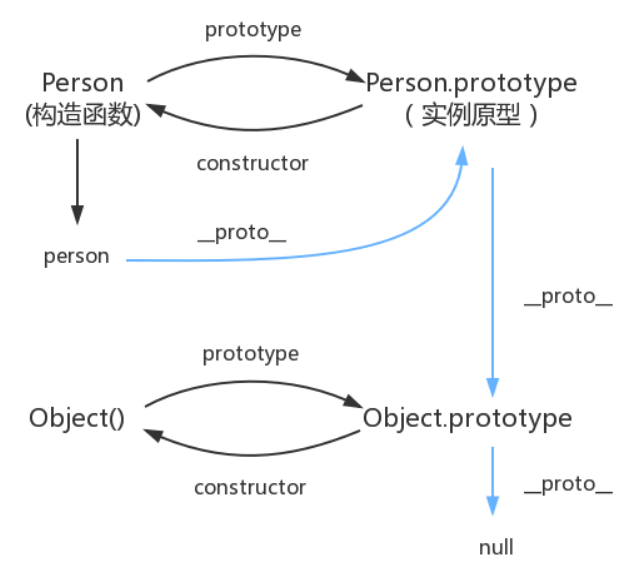 prototype
Person
Person.prototype
(构造函数)
( 实例原型 )
constructor
__proto__
person
__proto__
prototype
Object()
Object.prototype
constructor
__proto__
null